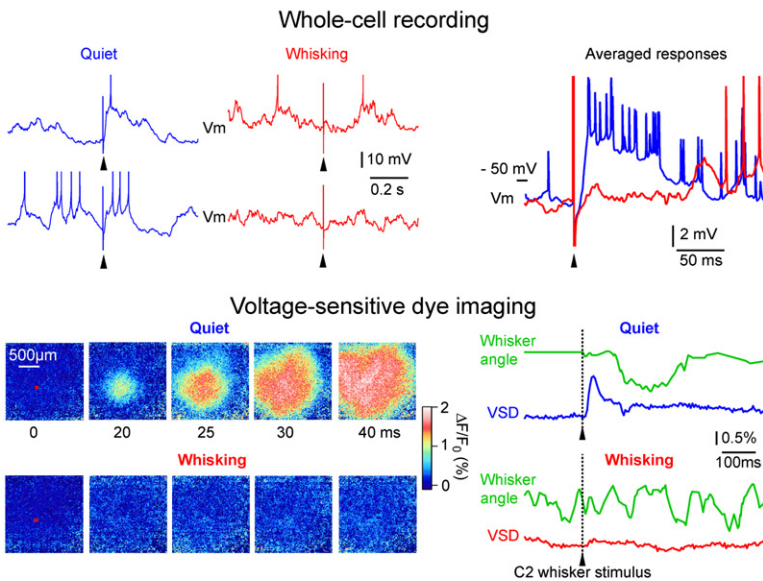 Whole-cell recording
Quiet
Whisking
Averaged responses
Vm
10 mV
0.2 s
Vm
- 50 mV
Vm
2 mV
50 ms
Voltage-sensitive dye imaging
Quiet
500µm
0
20
25
30
40 ms
Whisking
2
1
0
ΔF/F0 (%)
Quiet
Whisker
angle
VSD
0.5%
100ms
Whisking
Whisker
angle
VSD
C2 whisker stimulus